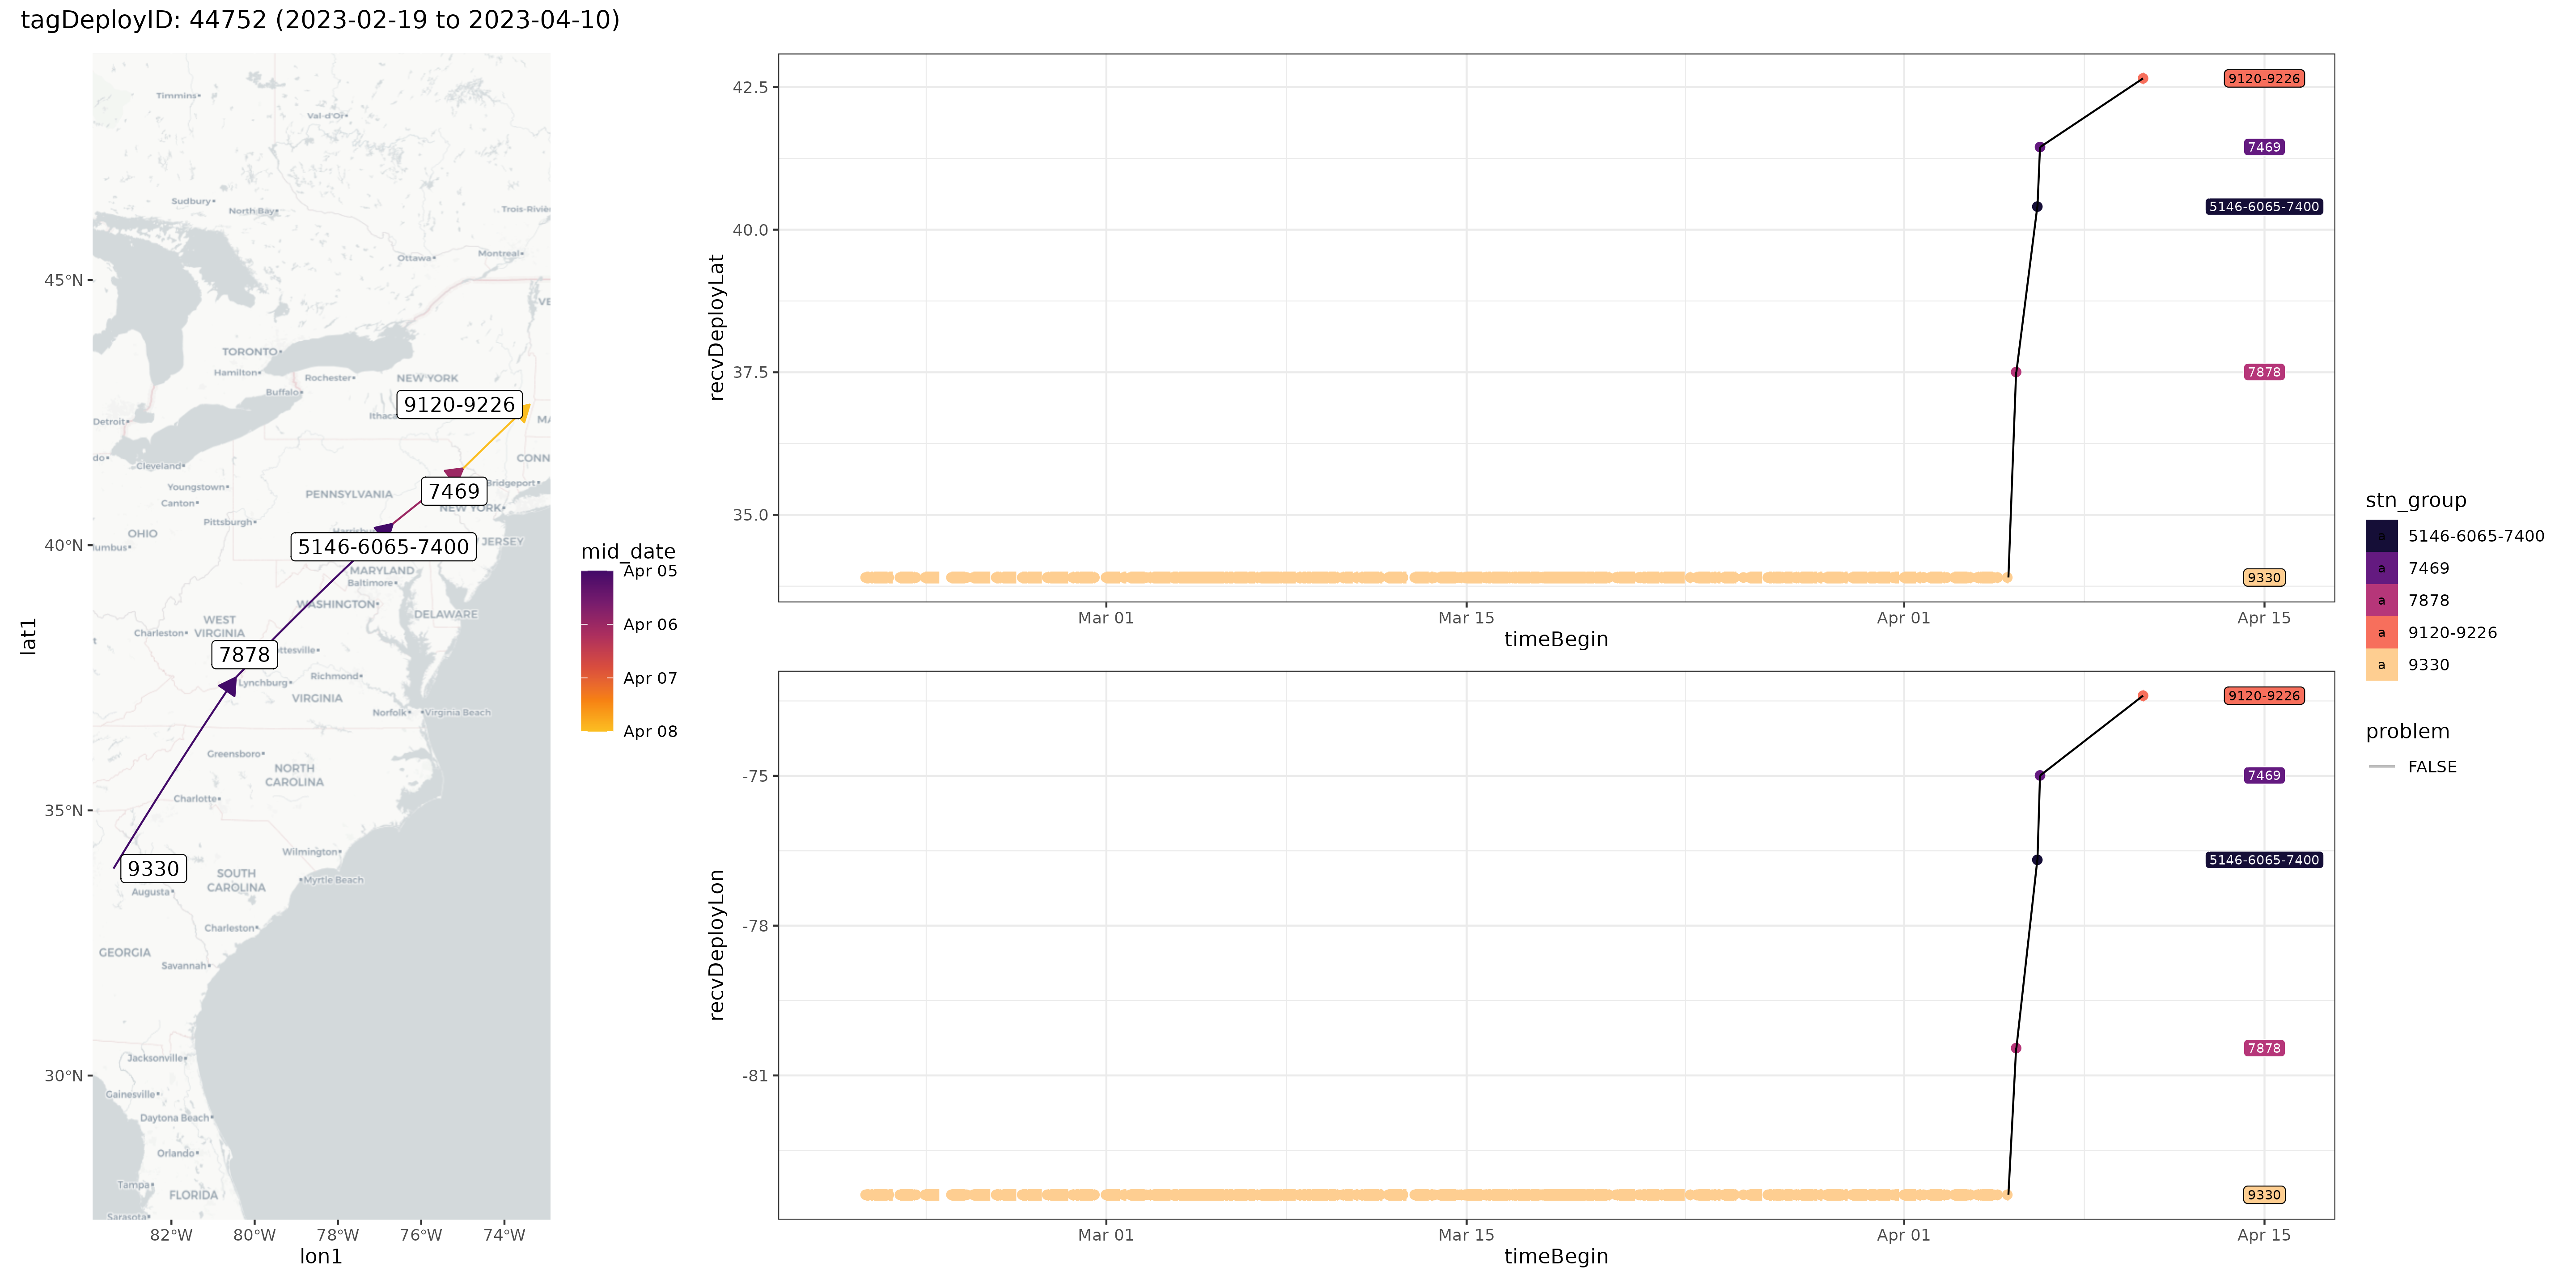 tagDeployID: 44752 (2023-02-19 to 2023-04-10)
Timmins
Val-d'Or
Sudbury
North Bay
Trois-Riviè
Ottawa
Montreal
45°N
VE
TORONTO
Hamilton
Rochester
NEW YORK
Buffalo
9120-9226
Ithaca
MA
Detroit
do
Cleveland
CONN
7469
Bridgeport
Youngstown
PENNSYLVANIA
Canton
NEW YORK
Pittsburgh
OHIO
Harrisbu
JERSEY
40°N
umbus
5146-6065-7400
MARYLAND
Baltimore
WASHINGTON
DELAWARE
WEST
VIRGINIA
Charleston
7878
ttesville
Lynchburg
Richmond
VIRGINIA
Norfolk
Virginia Beach
Greensboro
NORTH
CAROLINA
Charlotte
35°N
Wilmington
9330
SOUTH
CAROLINA
Myrtle Beach
Augusta
Charleston
GEORGIA
Savannah
Jacksonville
30°N
Gainesville
Daytona Beach
Orlando
Tampa
FLORIDA
Sarasota
82°W 80°W 78°W 76°W 74°W
lon1
lat1
mid_date
Apr 05
Apr 06
Apr 07
Apr 08
recvDeployLat
42.5
40.0
37.5
35.0
9120-9226
7469
5146-6065-7400
7878
9330
Mar 01 Mar 15 Apr 01 Apr 15
timeBegin
recvDeployLon
-75
-78
-81
9120-9226
7469
5146-6065-7400
7878
9330
Mar 01 Mar 15 Apr 01 Apr 15
timeBegin
stn_group
a 5146-6065-7400
a 7469
a 7878
a 9120-9226
a 9330
problem
FALSE